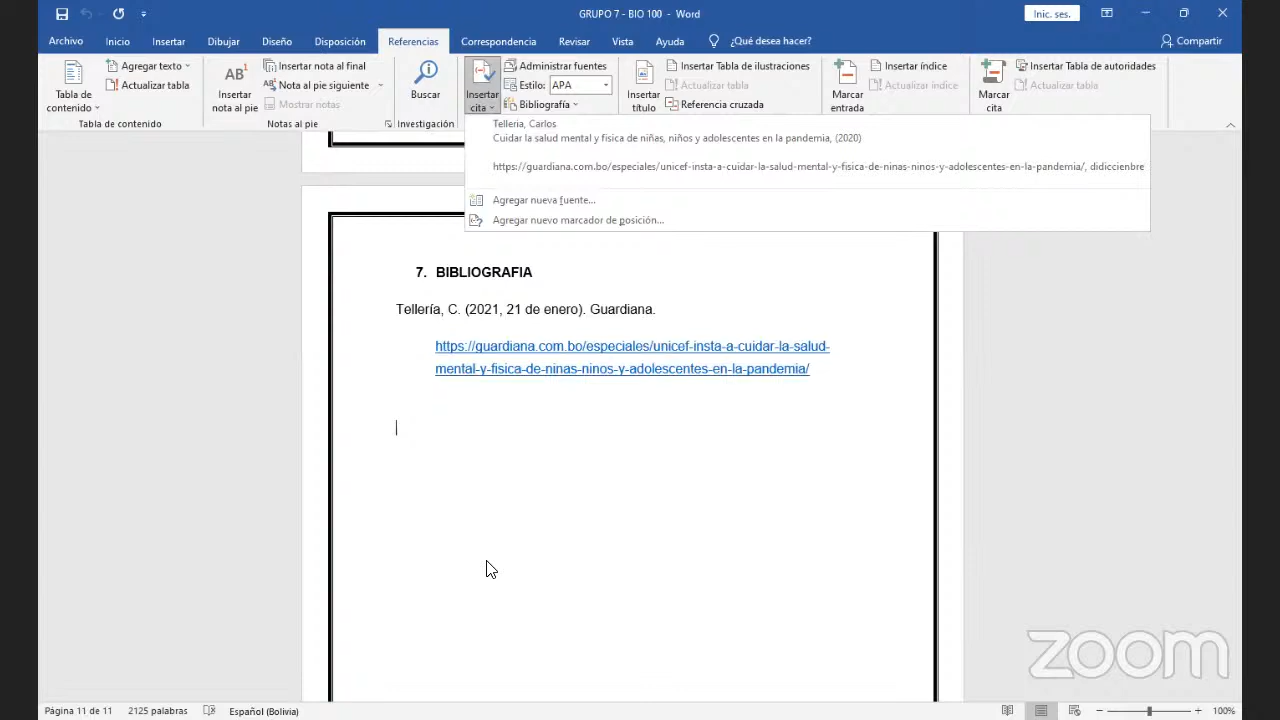 GRUPO 7 - BIO 100 - Word
Inic. ses.
Archivo Inicio Insertar Dibujar Diseño Disposición Referencias Correspondencia Revisar Vista Ayuda ¿Qué desea hacer? Compartir
Tabla de contenido
Agregar texto
Actualizar tabla
Tabla de contenido
AB1
Insertar nota al pie
Insertar nota al final
Nota al pie siguiente
Mostrar notas
Notas al pie
Buscar
Investigación
Insertar cita
Administrar fuentes
Estilo: APA
Bibliografía
Insertar título
Insertar Tabla de ilustraciones
Actualizar tabla
Referencia cruzada
Marcar entrada
Insertar índice
Actualizar índice
Marcar cita
Insertar Tabla de autoridades
Actualizar tabla
Tellería, Carlos
Cuidar la salud mental y fisica de niñas, niños y adolescentes en la pandemia, (2020)
https://guardiana.com.bo/especiales/unicef-insta-a-cuidar-la-salud-mental-y-fisica-de-ninas-ninos-y-adolescentes-en-la-pandemia/, didiccienbre
Agregar nueva fuente...
Agregar nuevo marcador de posición...
7. BIBLIOGRAFIA
Tellería, C. (2021, 21 de enero). Guardiana.
https://guardiana.com.bo/especiales/unicef-insta-a-cuidar-la-salud-
mental-y-fisica-de-ninas-ninos-y-adolescentes-en-la-pandemia/
zoom
Página 11 de 11 2125 palabras Español (Bolivia) 100%